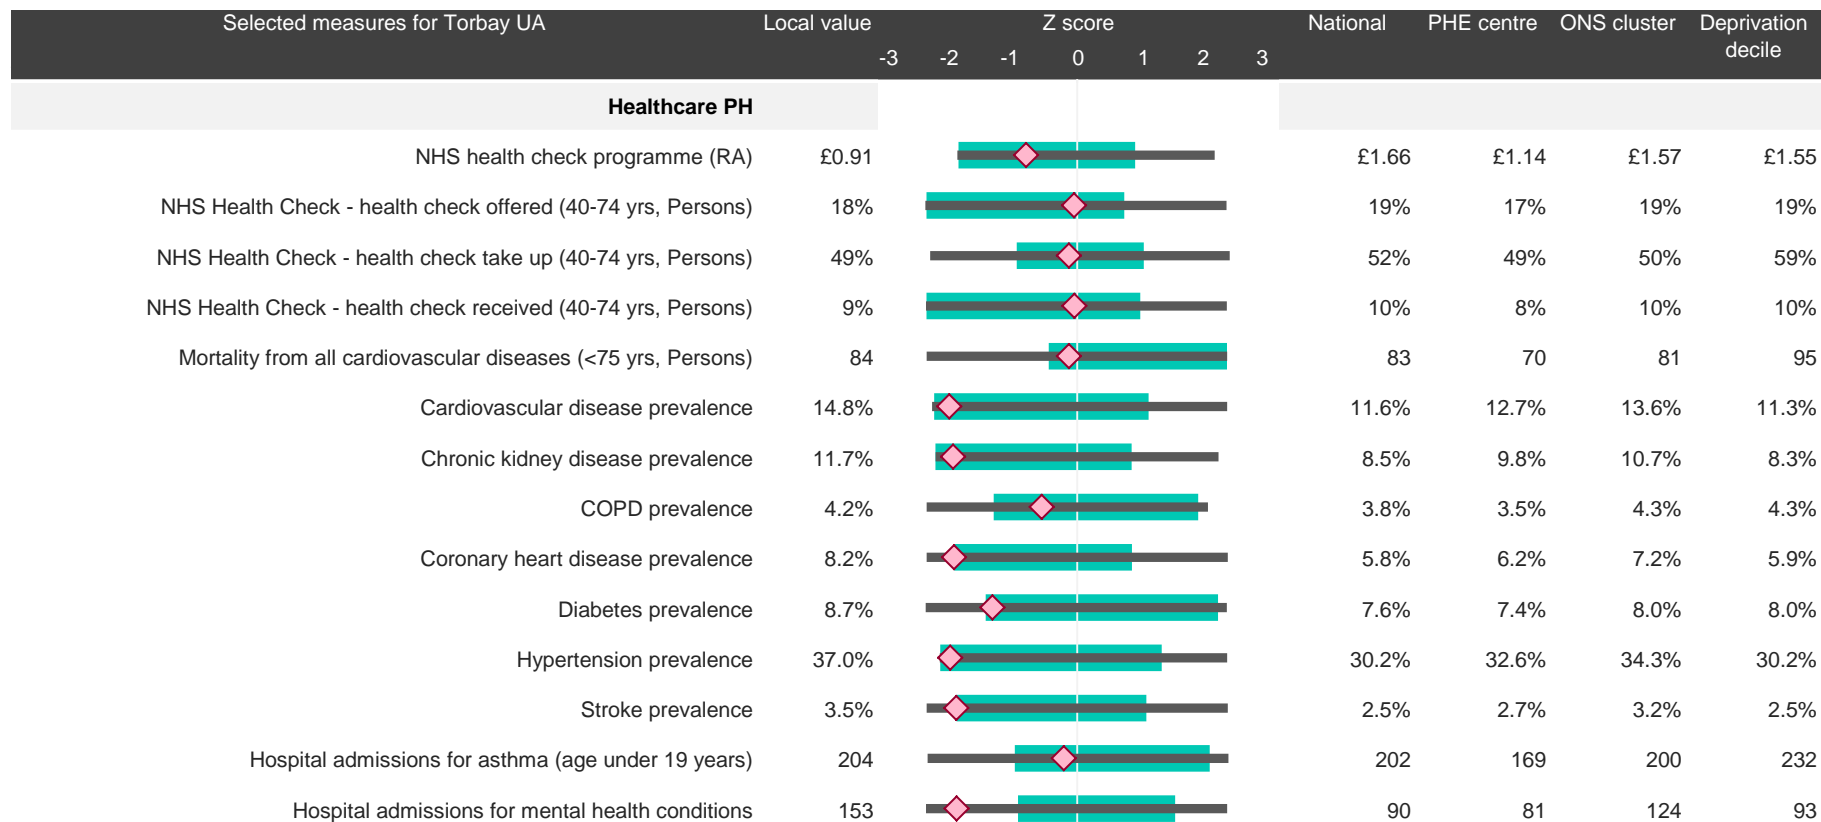 Selected measures for Torbay UA Local value Z score National PHE centre ONS cluster Deprivation decile
-3 -2 -1 0 1 2 3
Healthcare PH
NHS health check programme (RA) £0.91 £1.66 £1.14 £1.57 £1.55
NHS Health Check - health check offered (40-74 yrs, Persons) 18% 19% 17% 19% 19%
NHS Health Check - health check take up (40-74 yrs, Persons) 49% 52% 49% 50% 59%
NHS Health Check - health check received (40-74 yrs, Persons) 9% 10% 8% 10% 10%
Mortality from all cardiovascular diseases (<75 yrs, Persons) 84 83 70 81 95
Cardiovascular disease prevalence 14.8% 11.6% 12.7% 13.6% 11.3%
Chronic kidney disease prevalence 11.7% 8.5% 9.8% 10.7% 8.3%
COPD prevalence 4.2% 3.8% 3.5% 4.3% 4.3%
Coronary heart disease prevalence 8.2% 5.8% 6.2% 7.2% 5.9%
Diabetes prevalence 8.7% 7.6% 7.4% 8.0% 8.0%
Hypertension prevalence 37.0% 30.2% 32.6% 34.3% 30.2%
Stroke prevalence 3.5% 2.5% 2.7% 3.2% 2.5%
Hospital admissions for asthma (age under 19 years) 204 202 169 200 232
Hospital admissions for mental health conditions 153 90 81 124 93